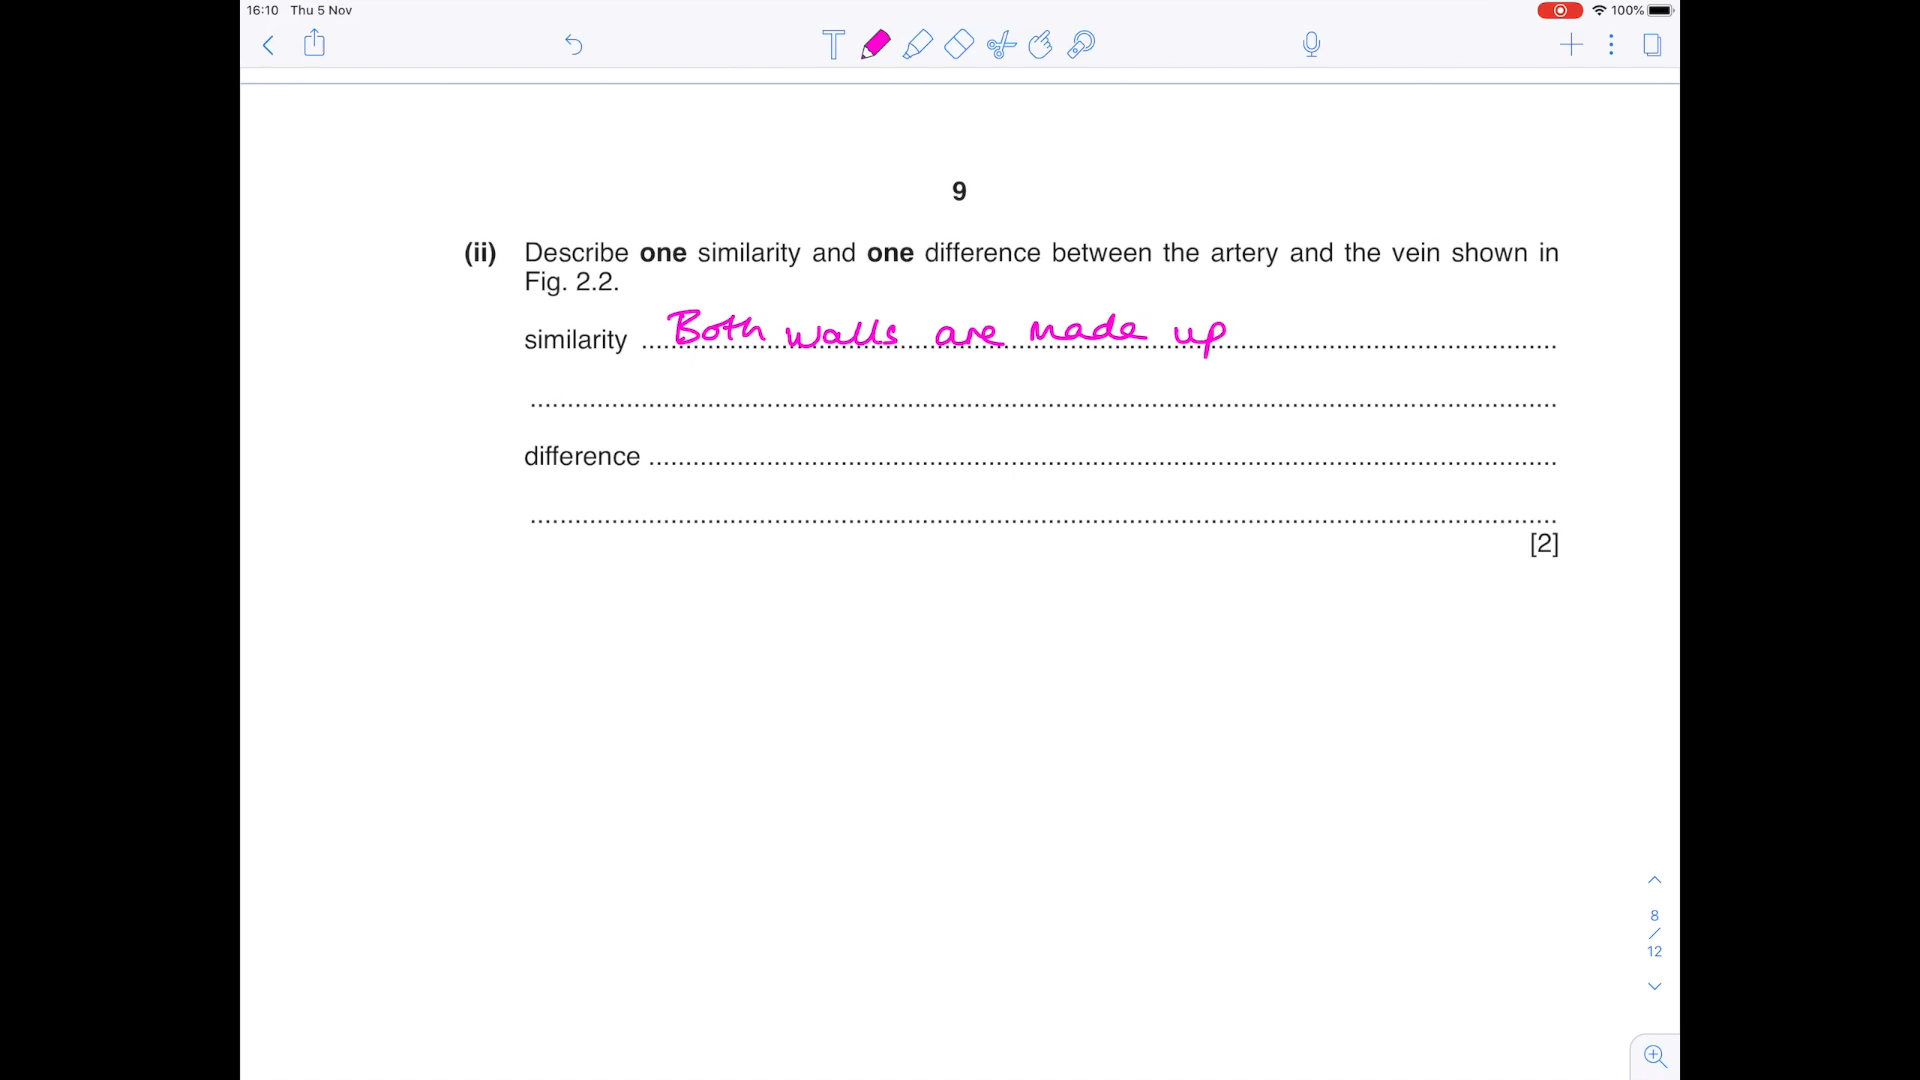 16:10 Thu 5 Nov
100%
T
9
(ii) Describe one similarity and one difference between the artery and the vein shown in
Fig. 2.2.
similarity Both walls are made up
difference
[2]
8
/
12